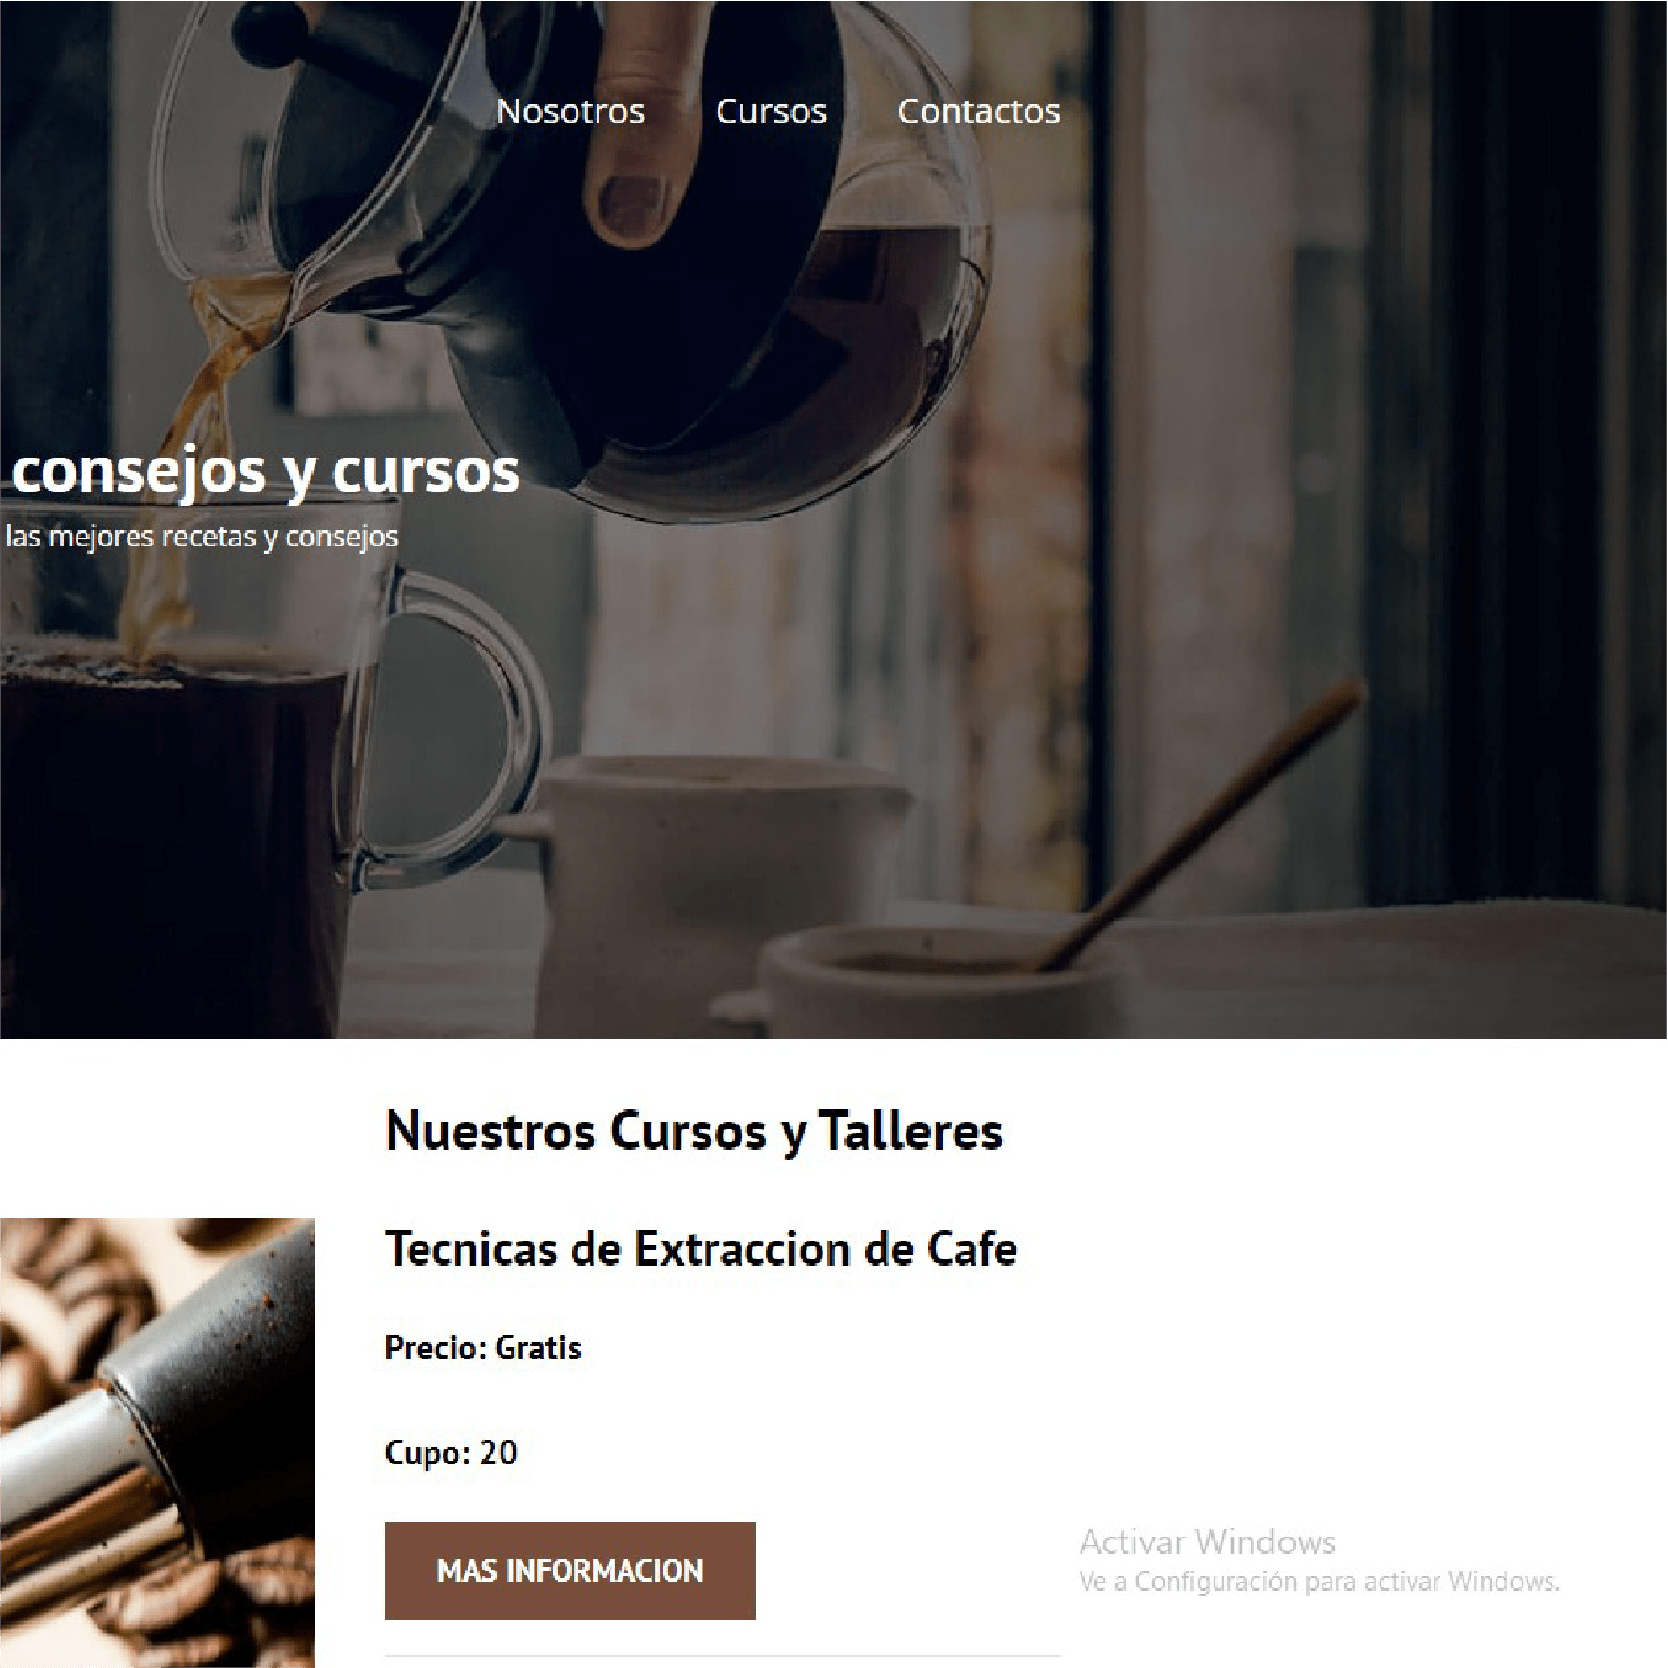 Nosotros Cursos Contactos
consejos y cursos
las mejores recetas y consejos
Nuestros Cursos y Talleres
Tecnicas de Extraccion de Cafe
Precio: Gratis
Cupo: 20
MAS INFORMACION
Activar Windows
Ve a Configuración para activar Windows.